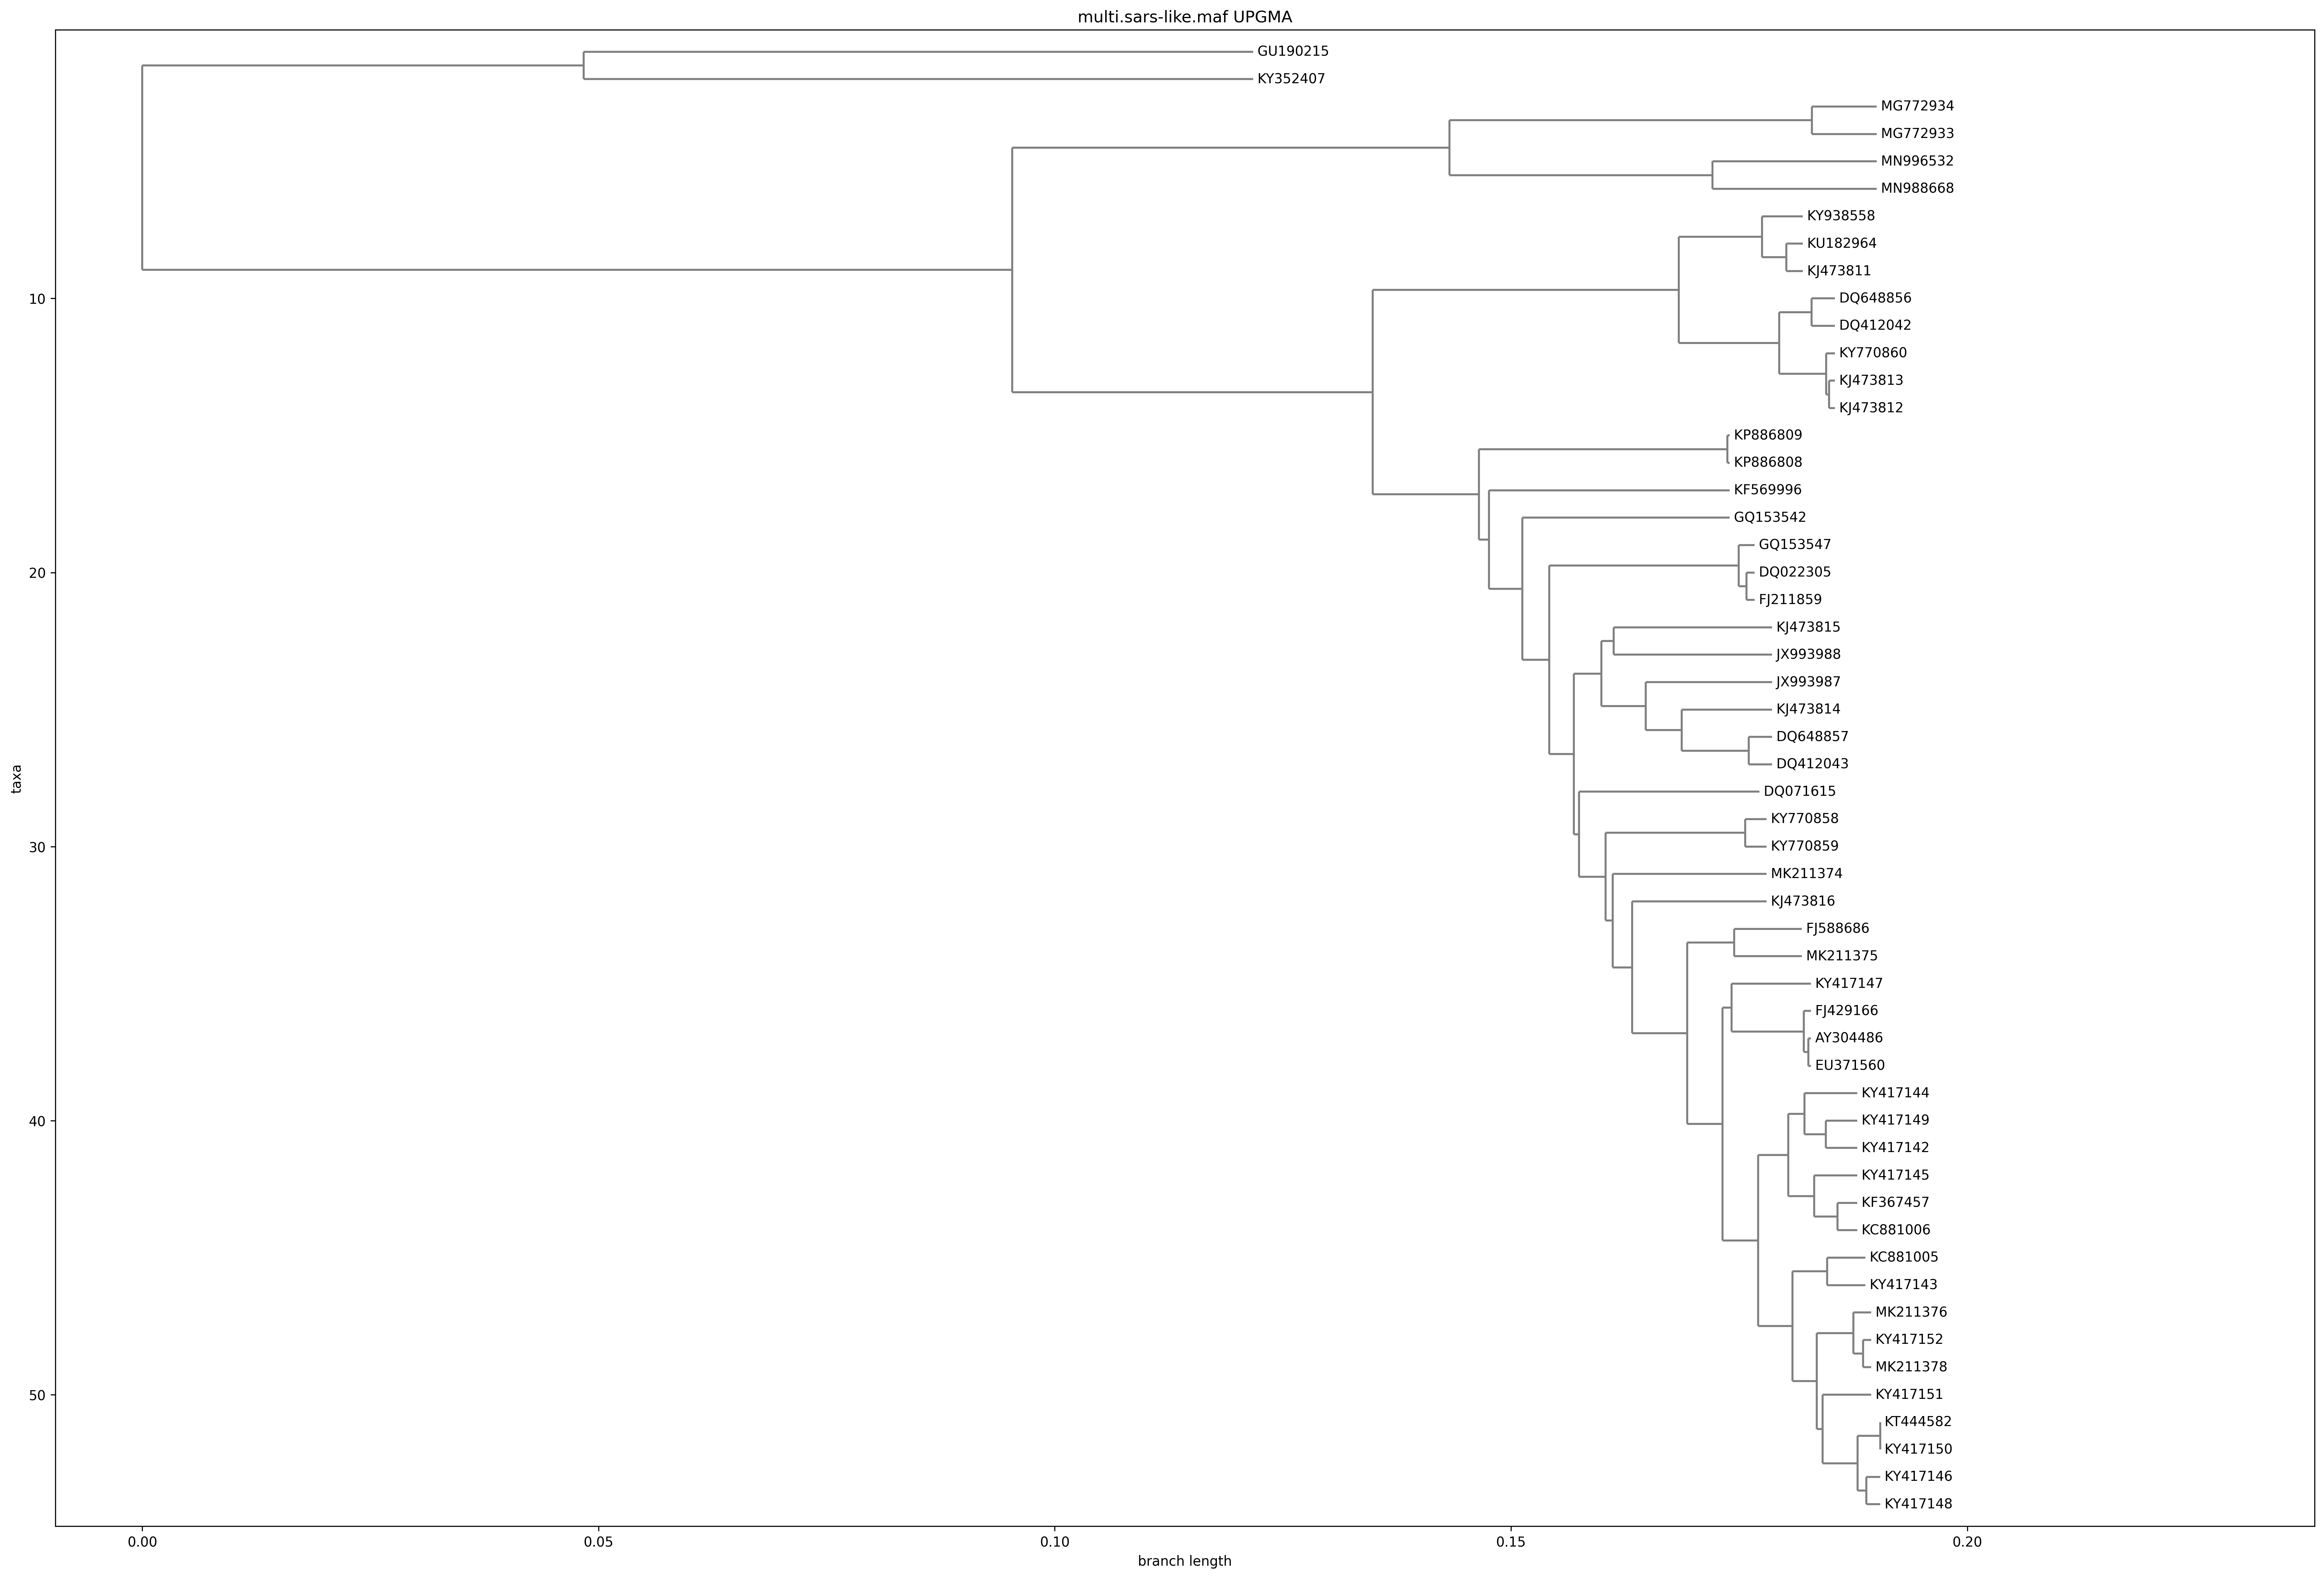 multi.sars-like.maf UPGMA
GU190215
KY352407
MG772934
MG772933
MN996532
MN988668
KY938558
KU182964
KJ473811
10
DQ648856
DQ412042
KY770860
KJ473813
KJ473812
KP886809
KP886808
KF569996
GQ153542
GQ153547
20
DQ022305
FJ211859
KJ473815
JX993988
JX993987
KJ473814
DQ648857
DQ412043
taxa
DQ071615
KY770858
30
KY770859
MK211374
KJ473816
FJ588686
MK211375
KY417147
FJ429166
AY304486
EU371560
KY417144
40
KY417149
KY417142
KY417145
KF367457
KC881006
KC881005
KY417143
MK211376
KY417152
MK211378
50
KY417151
KT444582
KY417150
KY417146
KY417148
0.00 0.05 0.10 0.15 0.20
branch length